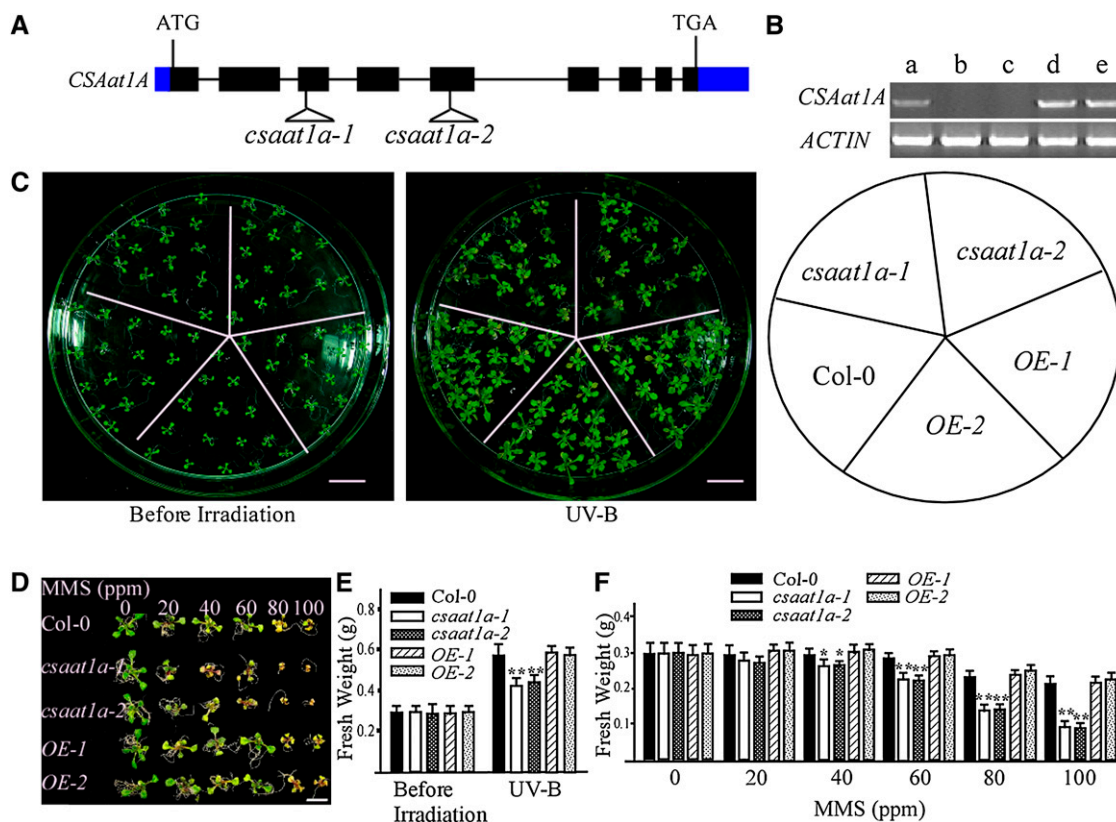 A
ATG
TGA
CSAat1A
csaat1a-1
csaat1a-2
B
a b c d e
CSAat1A
ACTIN
C
Before Irradiation
UV-B
csaat1a-1
csaat1a-2
Col-0
OE-1
OE-2
D
MMS (ppm)
0 20 40 60 80 100
Col-0
csaat1a-1
csaat1a-2
OE-1
OE-2
E
Fresh Weight (g)
0.8
0.6
0.4
0.2
0
Col-0
csaat1a-1
csaat1a-2
OE-1
OE-2
** **
Before
Irradiation
UV-B
F
Fresh Weight (g)
0.4
0.3
0.2
0.1
0
Col-0
csaat1a-1
csaat1a-2
OE-1
OE-2
* *
** **
** **
** **
0 20 40 60 80 100
MMS (ppm)